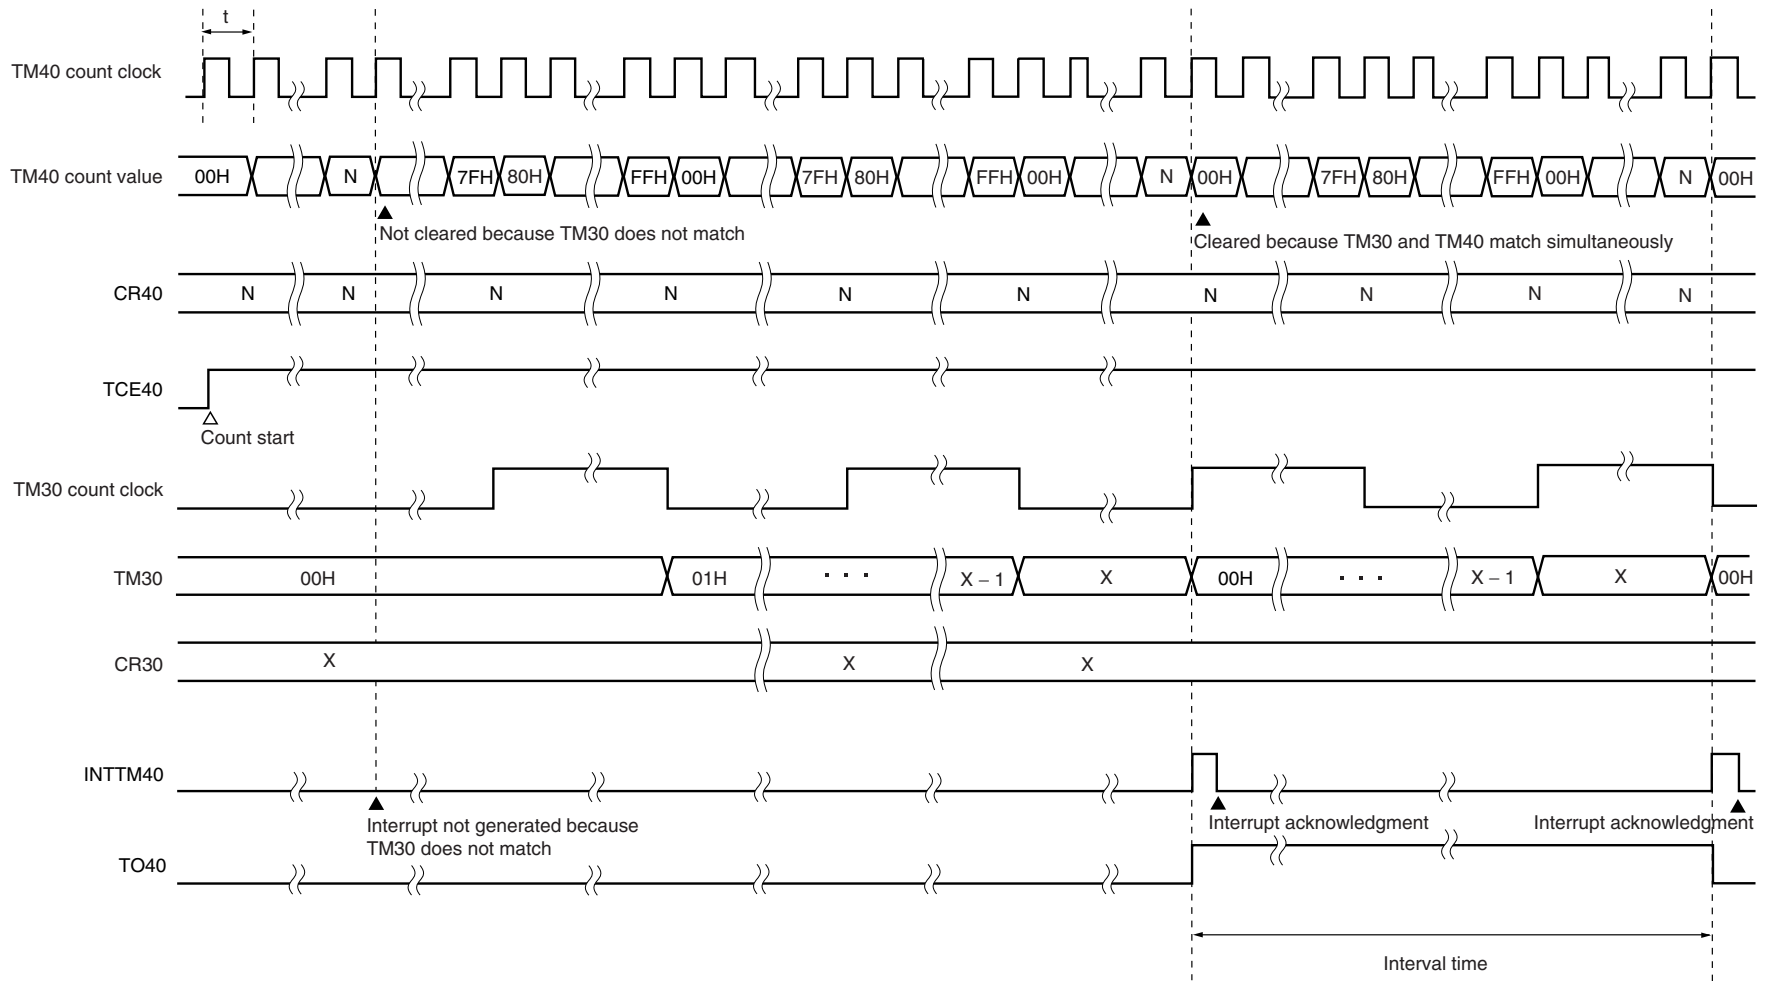 t
TM40 count clock
TM40 count value 00H N 7FH 80H FFH 00H 7FH 80H FFH 00H N 00H 7FH 80H FFH 00H N 00H
Not cleared because TM30 does not match
Cleared because TM30 and TM40 match simultaneously
CR40 N N N N N N N N N N
TCE40
Count start
TM30 count clock
TM30 00H 01H · · · X – 1 X 00H · · · X – 1 X 00H
CR30 X X X
INTTM40
Interrupt not generated because
TM30 does not match
Interrupt acknowledgment Interrupt acknowledgment
TO40
Interval time